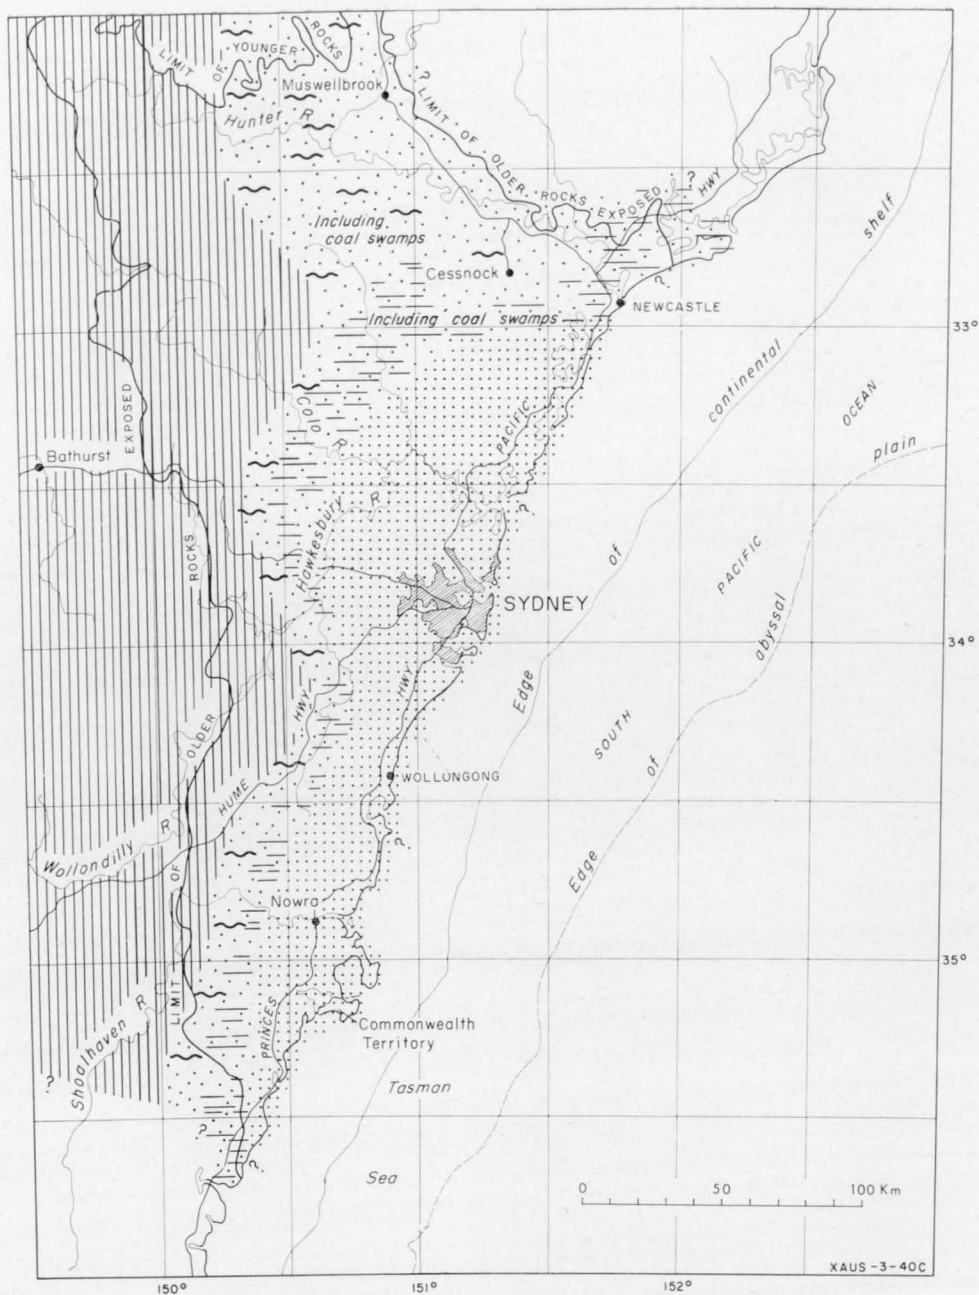 LIMIT OF YOUNGER ROCKS
Muswellbrook
Hunter R
? LIMIT OF OLDER ROCKS EXPOSED ?
HWY
Including
coal swamps
Cessnock
Including coal swamps
NEWCASTLE
?
shelf
33°
continental
OCEAN
plain
EXPOSED
Colo R
PACIFIC
Bathurst
Hawkesbury R
?
ROCKS
of
PACIFIC
abyssal
SYDNEY
34°
HWY
HWY
Edge
SOUTH
of
OLDER
WOLLONGONG
HUME
?
Edge
Wollondilly R
OF
Nowra
35°
LIMIT
Shoalhaven R
PRINCES
Commonwealth
Territory
?
Tasman
?
?
Sea
0 50 100 Km
XAUS-3-40C
150° 151° 152°